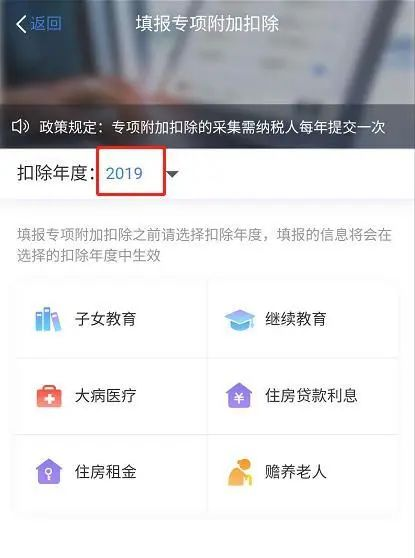 返回
填报专项附加扣除
政策规定：专项附加扣除的采集需纳税人每年提交一次
扣除年度：2019
填报专项附加扣除之前请选择扣除年度，填报的信息将会在
选择的扣除年度中生效
子女教育
继续教育
大病医疗
住房贷款利息
住房租金
赡养老人